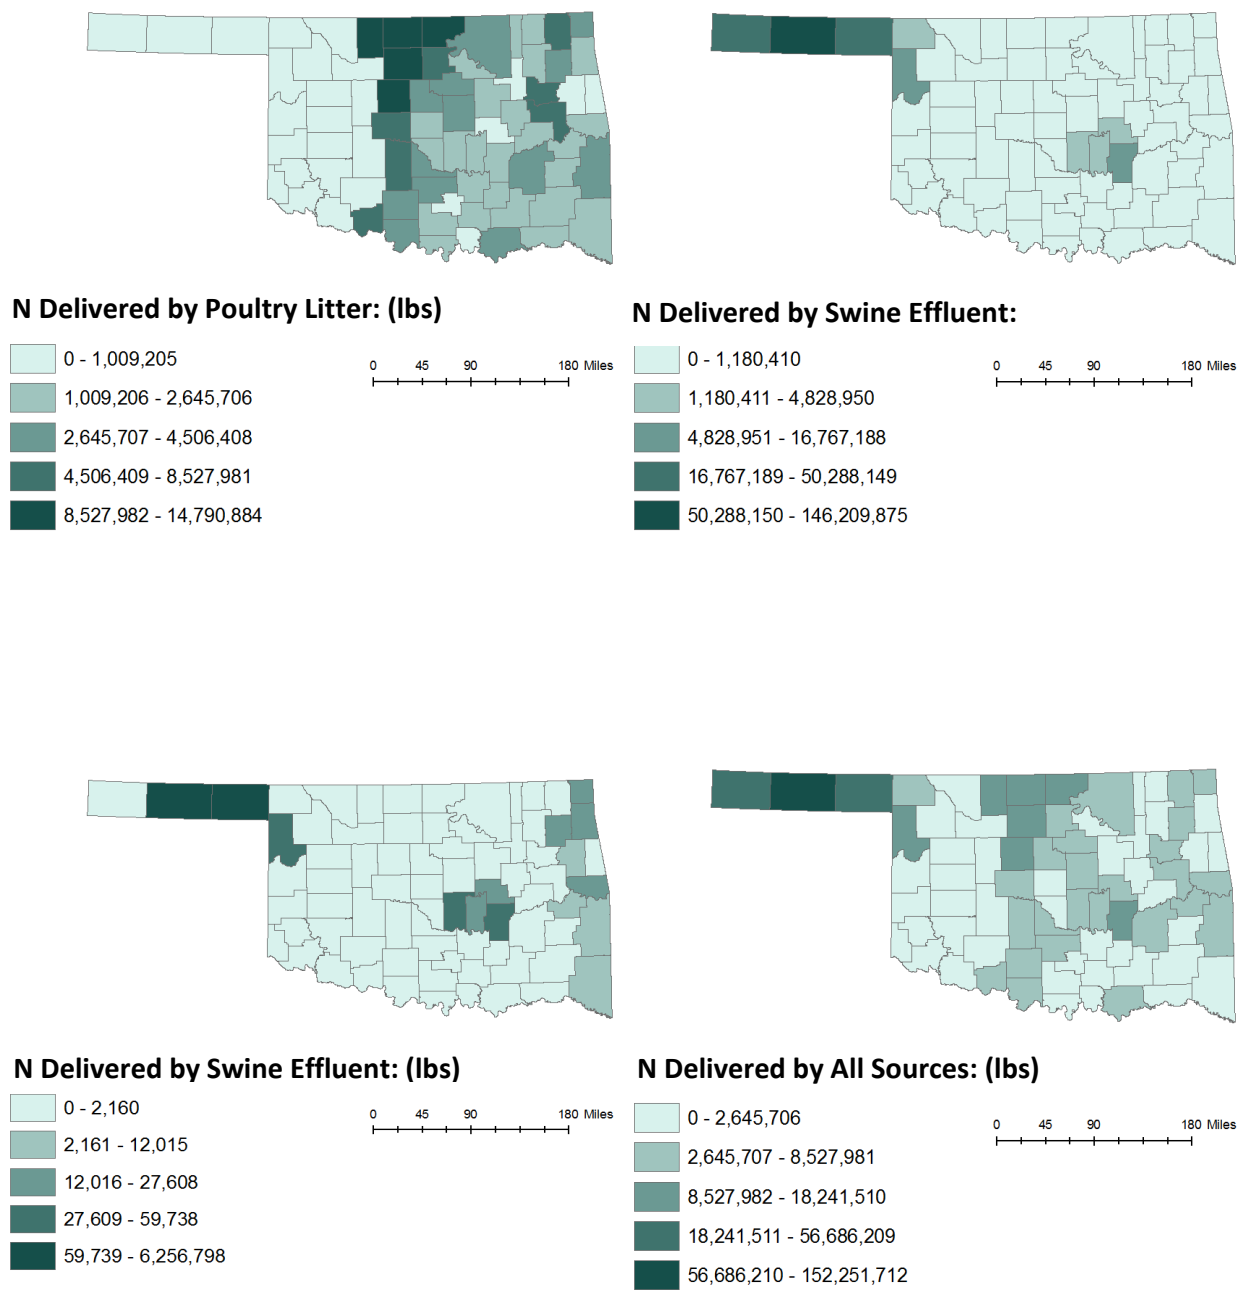 N Delivered by Poultry Litter: (lbs)
0 - 1,009,205
1,009,206 - 2,645,706
2,645,707 - 4,506,408
4,506,409 - 8,527,981
8,527,982 - 14,790,884
0 45 90 180 Miles
N Delivered by Swine Effluent:
0 - 1,180,410
1,180,411 - 4,828,950
4,828,951 - 16,767,188
16,767,189 - 50,288,149
50,288,150 - 146,209,875
0 45 90 180 Miles
N Delivered by Swine Effluent: (lbs)
0 - 2,160
2,161 - 12,015
12,016 - 27,608
27,609 - 59,738
59,739 - 6,256,798
0 45 90 180 Miles
N Delivered by All Sources: (lbs)
0 - 2,645,706
2,645,707 - 8,527,981
8,527,982 - 18,241,510
18,241,511 - 56,686,209
56,686,210 - 152,251,712
0 45 90 180 Miles